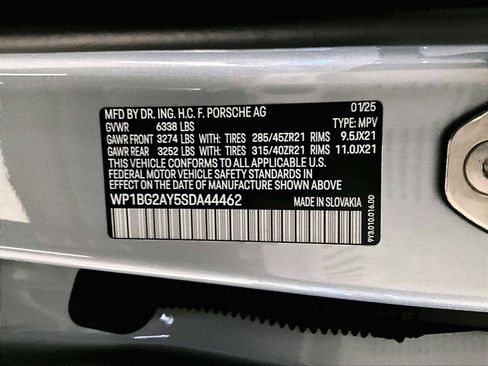 MFD. BY DR. ING. H.C. F. PORSCHE AG 01/25
GVWR 6338 LBS TYPE: MPV
GAWR FRONT 3274 LBS WITH: TIRES 285/45ZR21 RIMS 9.5JX21
GAWR REAR 3252 LBS WITH: TIRES 315/40ZR21 RIMS 11.0JX21
THIS VEHICLE CONFORMS TO ALL APPLICABLE U.S.
FEDERAL MOTOR VEHICLE SAFETY STANDARDS IN EFFECT
ON THE DATE OF MANUFACTURE SHOWN ABOVE.
WP1BG2AY5SDA44462 MADE IN SLOVAKIA
9Y3.010.016.DD